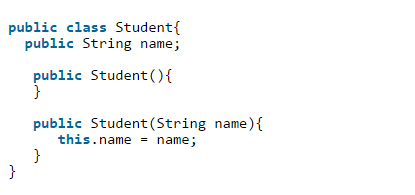 public class Student{
  public String name;
   public Student(){
   }
   public Student(String name){
      this.name = name;
   }
}